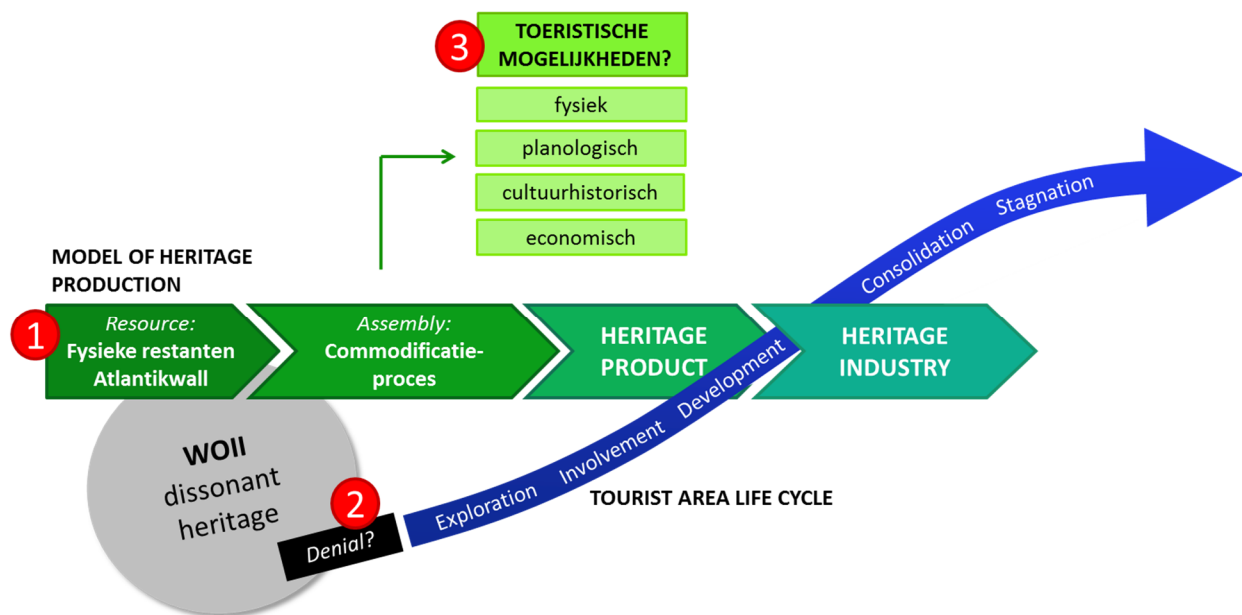 3
TOERISTISCHE
MOGELIJKHEDEN?
fysiek
planologisch
cultuurhistorisch
economisch
MODEL OF HERITAGE
PRODUCTION
1
Resource:
Fysieke restanten
Atlantikwall
Assembly:
Commodificatie-
proces
HERITAGE
PRODUCT
HERITAGE
INDUSTRY
WOII
dissonant
heritage
2
Denial?
Exploration Involvement Development Consolidation Stagnation
TOURIST AREA LIFE CYCLE